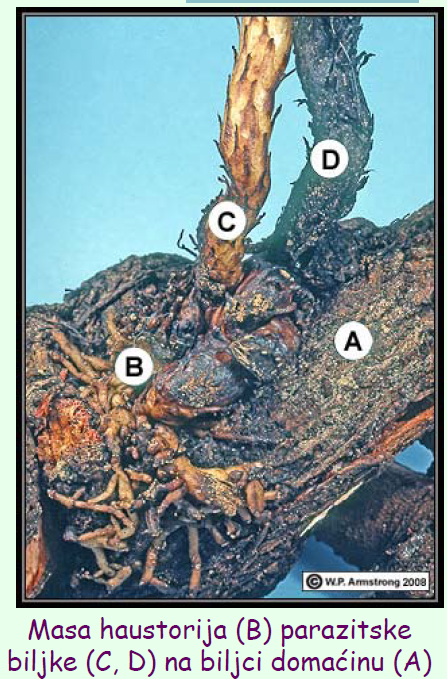 C
D
A
B
© W.P. Armstrong 2008
Masa haustorija (B) parazitske
biljke (C, D) na biljci domaćinu (A)